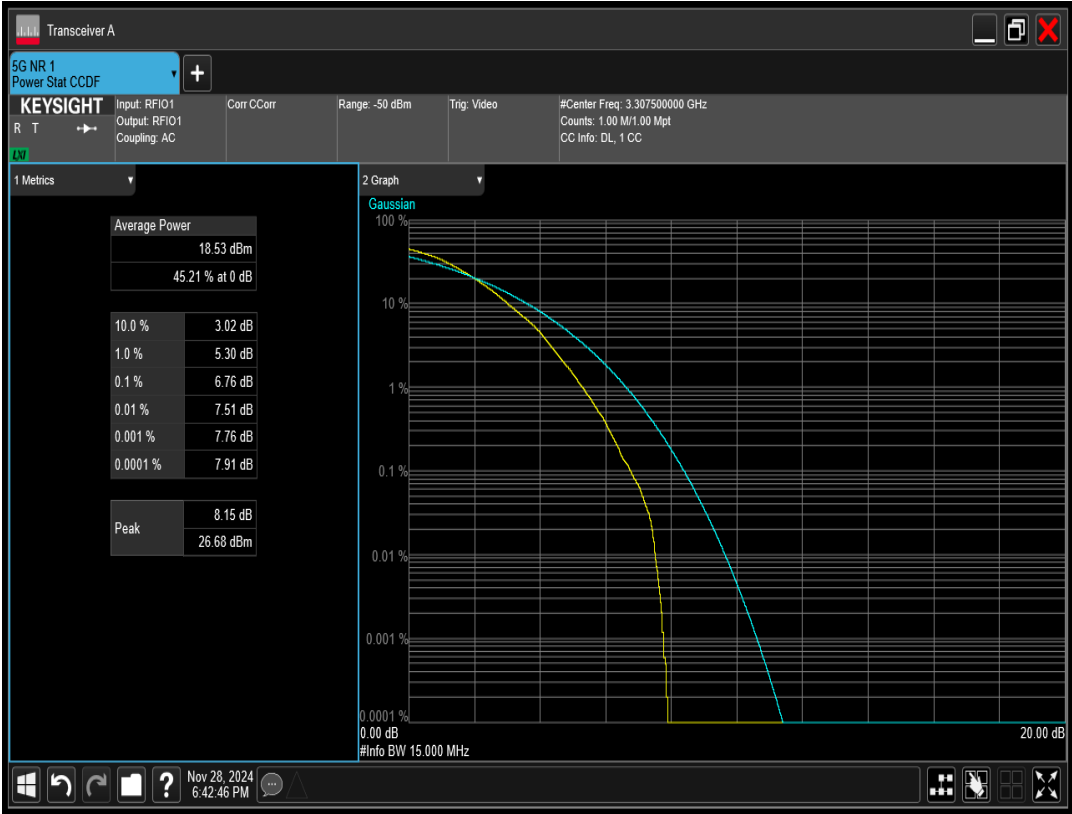 Transceiver A
5G NR 1
Power Stat CCDF
+
KEYSIGHT
R T
LXI
Input: RFIO1
Output: RFIO1
Coupling: AC
Corr CCorr
Range: -50 dBm
Trig: Video
#Center Freq: 3.307500000 GHz
Counts: 1.00 M/1.00 Mpt
CC Info: DL, 1 CC
1 Metrics
Average Power
18.53 dBm
45.21 % at 0 dB
10.0 % 3.02 dB
1.0 % 5.30 dB
0.1 % 6.76 dB
0.01 % 7.51 dB
0.001 % 7.76 dB
0.0001 % 7.91 dB
Peak
8.15 dB
26.68 dBm
2 Graph
Gaussian
100 %
10 %
1 %
0.1 %
0.01 %
0.001 %
0.0001 %
0.00 dB 20.00 dB
#Info BW 15.000 MHz
?
Nov 28, 2024
6:42:46 PM